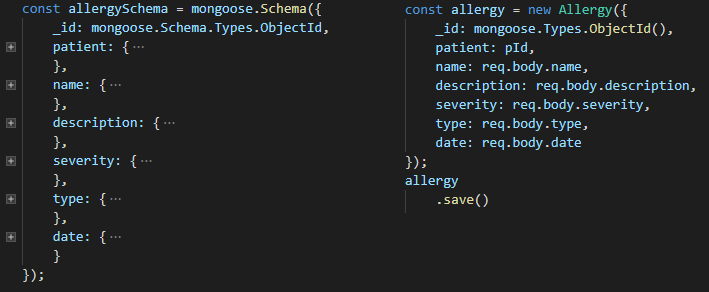 const allergySchema = mongoose.Schema({
    _id: mongoose.Schema.Types.ObjectId,
    patient: {···
    },
    name: {···
    },
    description: {···
    },
    severity: {···
    },
    type: {···
    },
    date: {···
    }
});
const allergy = new Allergy({
    _id: mongoose.Types.ObjectId(),
    patient: pId,
    name: req.body.name,
    description: req.body.description,
    severity: req.body.severity,
    type: req.body.type,
    date: req.body.date
});
allergy
    .save()